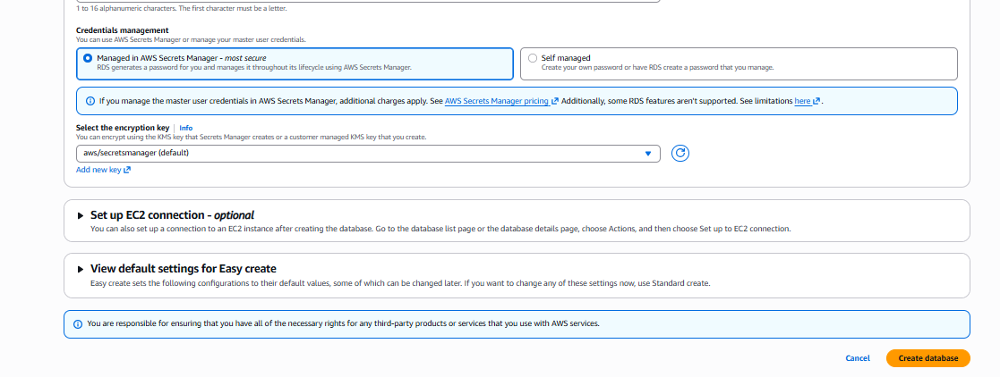 1 to 16 alphanumeric characters. The first character must be a letter.
Credentials management
You can use AWS Secrets Manager or manage your master user credentials.
Managed in AWS Secrets Manager - most secure
RDS generates a password for you and manages it throughout its lifecycle using AWS Secrets Manager.
Self managed
Create your own password or have RDS create a password that you manage.
If you manage the master user credentials in AWS Secrets Manager, additional charges apply. See AWS Secrets Manager pricing Additionally, some RDS features aren't supported. See limitations here.
Select the encryption key | Info
You can encrypt using the KMS key that Secrets Manager creates or a customer managed KMS key that you create.
aws/secretsmanager (default)
Add new key
Set up EC2 connection - optional
You can also set up a connection to an EC2 instance after creating the database. Go to the database list page or the database details page, choose Actions, and then choose Set up to EC2 connection.
View default settings for Easy create
Easy create sets the following configurations to their default values, some of which can be changed later. If you want to change any of these settings now, use Standard create.
You are responsible for ensuring that you have all of the necessary rights for any third-party products or services that you use with AWS services.
Cancel
Create database